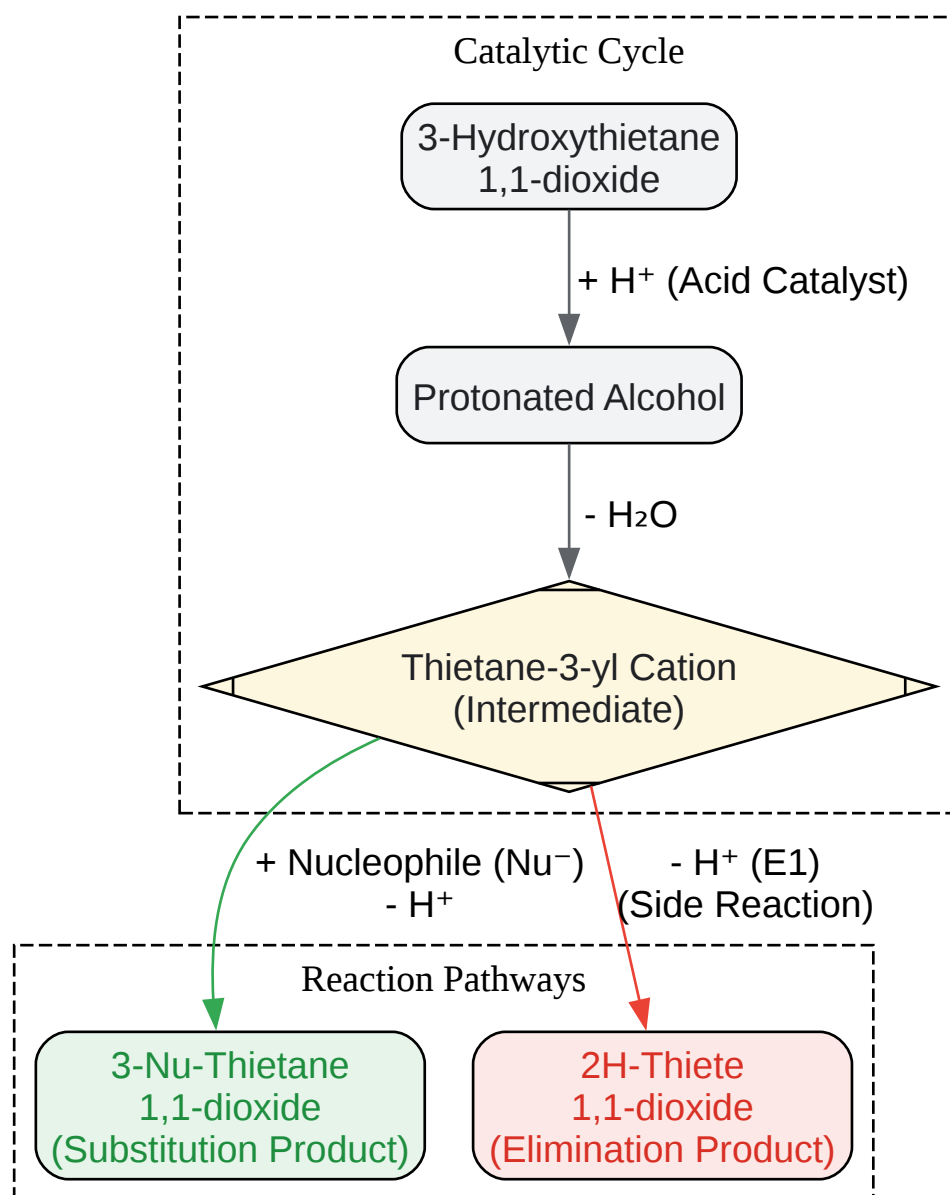 Catalytic Cycle
3-Hydroxythietane
1,1-dioxide
+ H⁺ (Acid Catalyst)
Protonated Alcohol
- H₂O
Thietane-3-yl Cation
(Intermediate)
+ Nucleophile (Nu⁻)
- H⁺
- H⁺ (E1)
(Side Reaction)
Reaction Pathways
3-Nu-Thietane
1,1-dioxide
(Substitution Product)
2H-Thiete
1,1-dioxide
(Elimination Product)